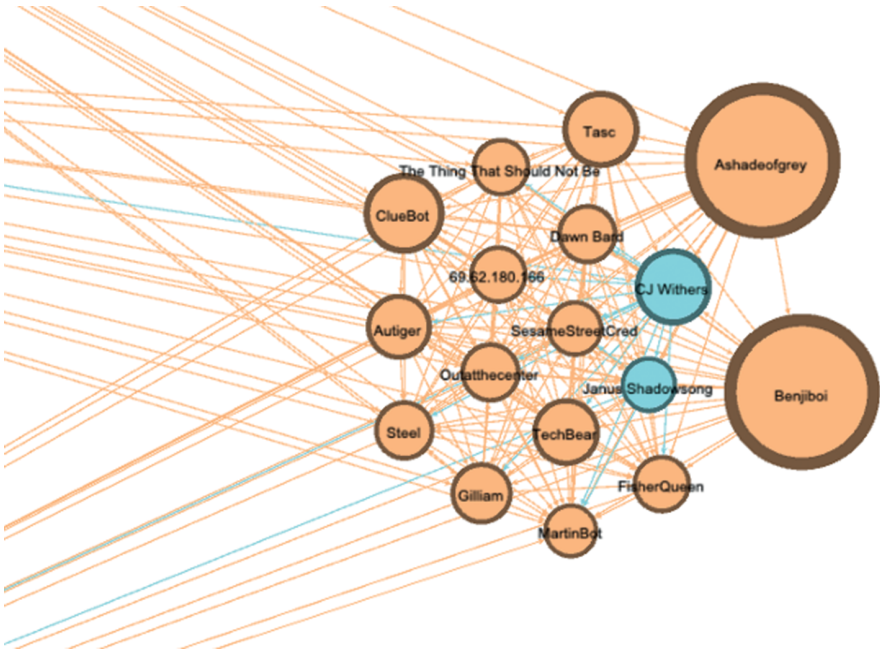 Tasc
Ashadeofgrey
The Thing That Should Not Be
ClueBot
Dawn Bard
69.62.180.166
CJ Withers
Autiger
SesameStreetCred
Outatthecenter
Janus Shadowsong
Benjiboi
Steel
TechBear
Gilliam
FisherQueen
MartinBot